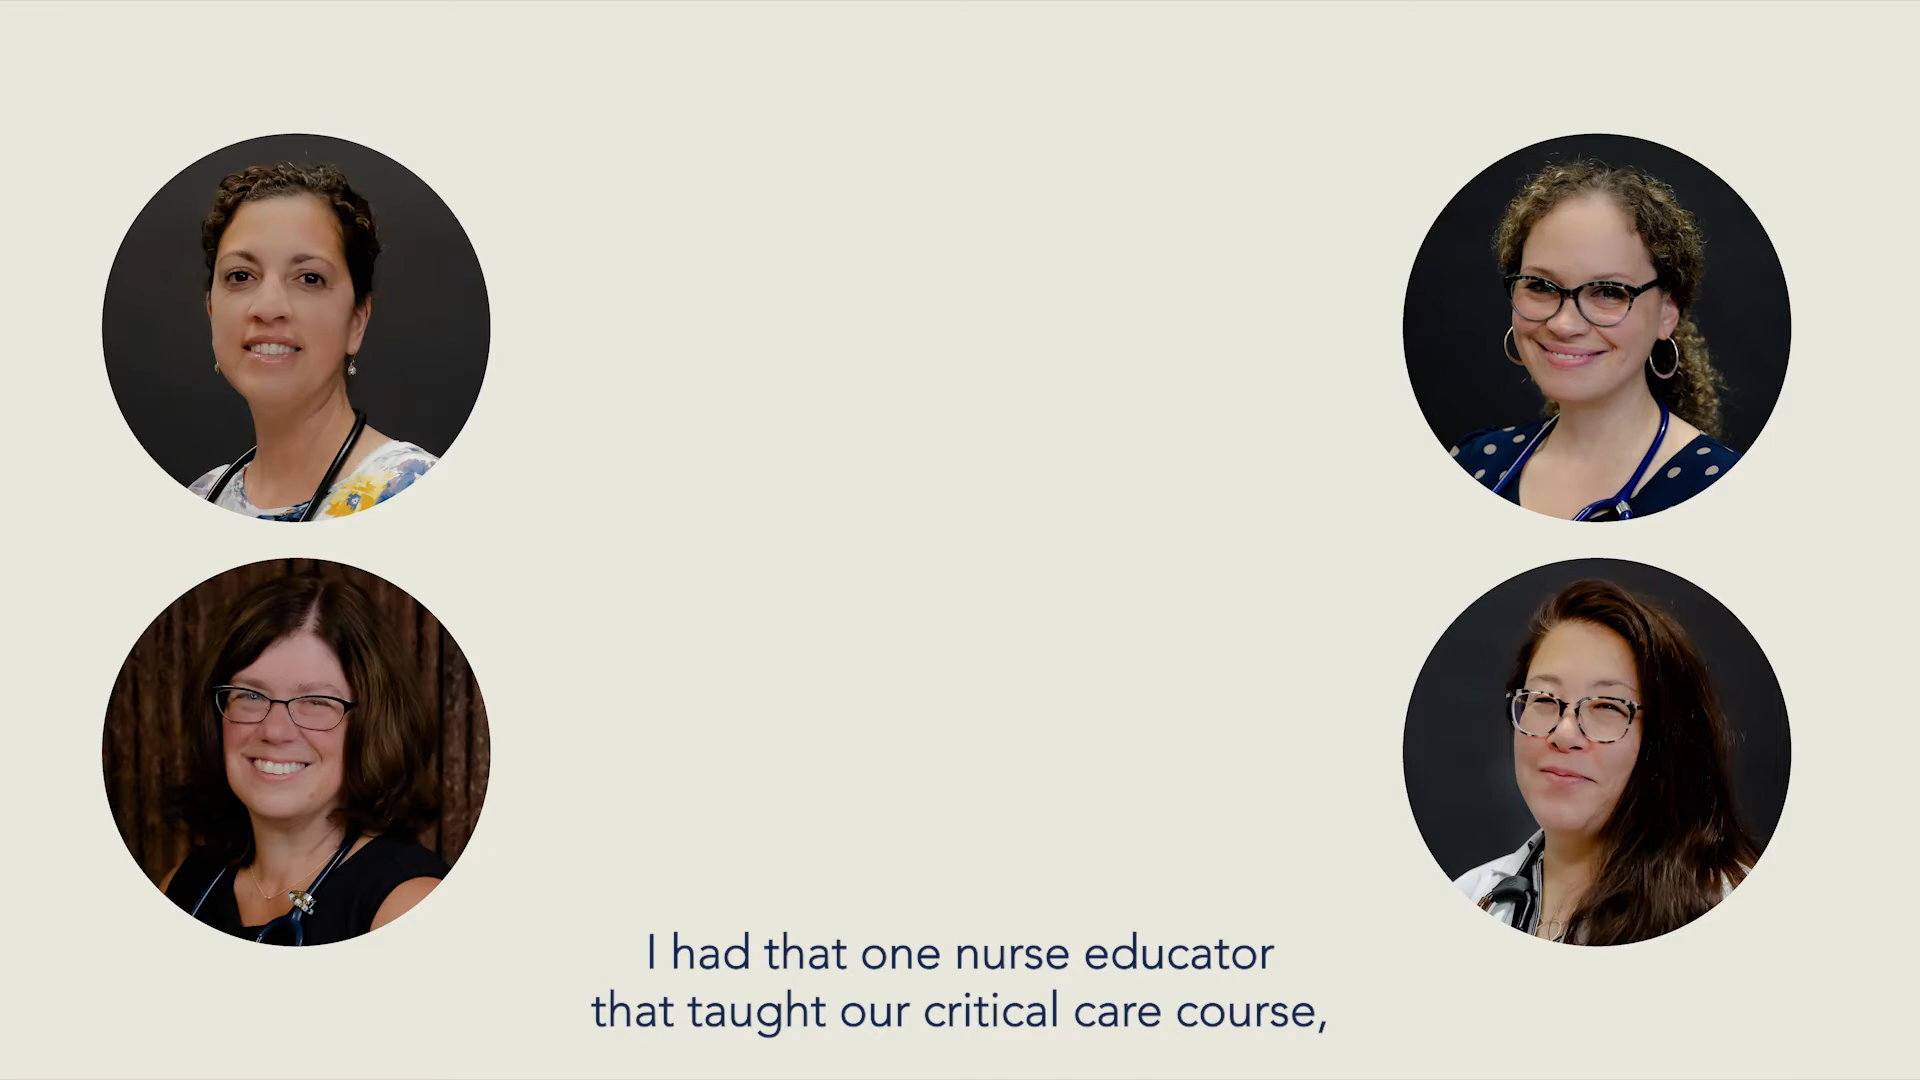 I had that one nurse educator
that taught our critical care course,